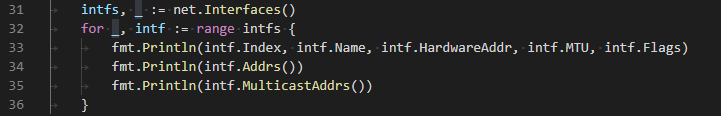 31 intfs, _ := net.Interfaces()
32 for _, intf := range intfs {
33 fmt.Println(intf.Index, intf.Name, intf.HardwareAddr, intf.MTU, intf.Flags)
34 fmt.Println(intf.Addrs())
35 fmt.Println(intf.MulticastAddrs())
36 }